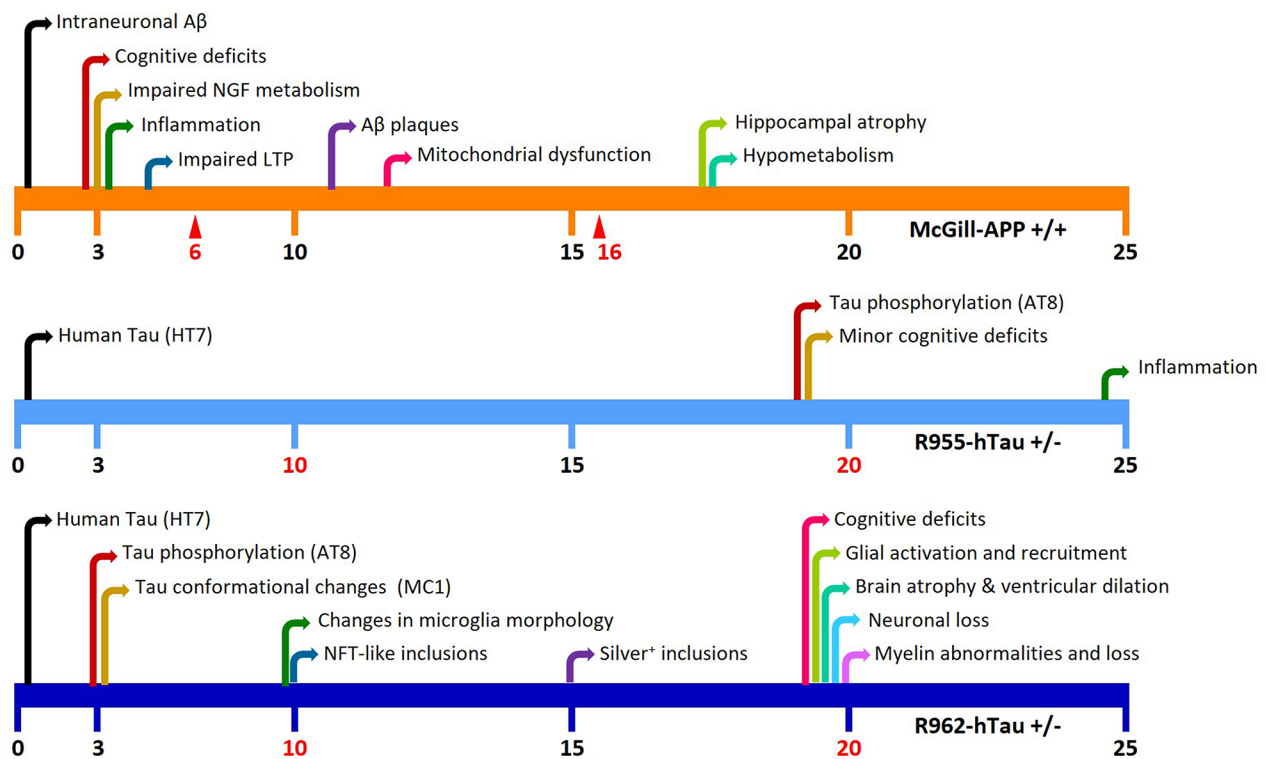 Intraneuronal Aβ
Cognitive deficits
Impaired NGF metabolism
Inflammation
Impaired LTP
Aβ plaques
Mitochondrial dysfunction
Hippocampal atrophy
Hypometabolism
McGill-APP +/+
0 3 6 10 15 16 20 25
Human Tau (HT7)
Tau phosphorylation (AT8)
Minor cognitive deficits
Inflammation
R955-hTau +/-
0 3 10 15 20 25
Human Tau (HT7)
Tau phosphorylation (AT8)
Tau conformational changes (MC1)
Changes in microglia morphology
NFT-like inclusions
Silver⁺ inclusions
Cognitive deficits
Glial activation and recruitment
Brain atrophy & ventricular dilation
Neuronal loss
Myelin abnormalities and loss
R962-hTau +/-
0 3 10 15 20 25